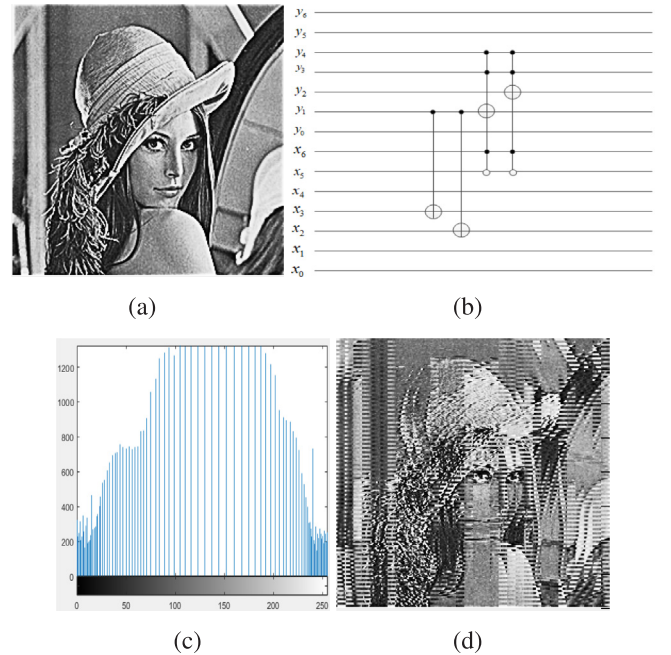 y₆
y₅
y₄
y₃
y₂
y₁
y₀
x₆
x₅
x₄
x₃
x₂
x₁
x₀
(a) (b)
1200
1000
800
600
400
200
0
0 50 100 150 200 250
(c) (d)